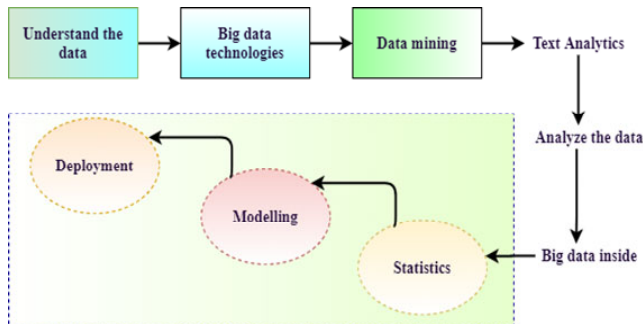 Understand the
data
Big data
technologies
Data mining
Text Analytics
Analyze the data
Big data inside
Statistics
Modelling
Deployment